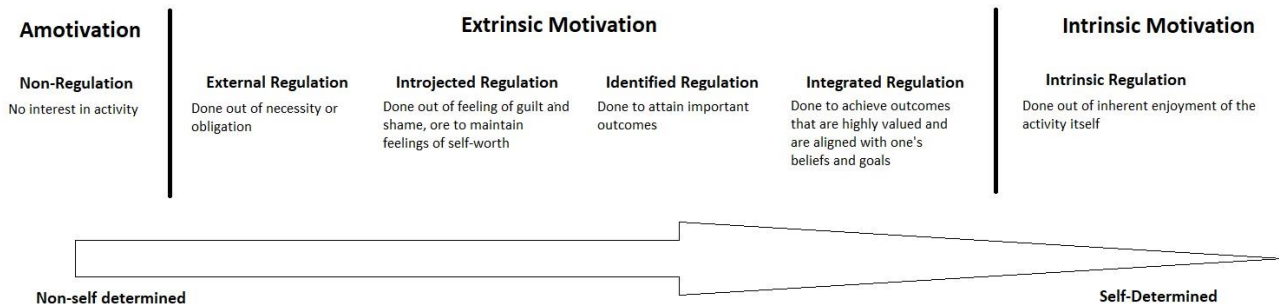 Amotivation
Extrinsic Motivation
Intrinsic Motivation
Non-Regulation
No interest in activity
External Regulation
Done out of necessity or
obligation
Introjected Regulation
Done out of feeling of guilt and
shame, ore to maintain
feelings of self-worth
Identified Regulation
Done to attain important
outcomes
Integrated Regulation
Done to achieve outcomes
that are highly valued and
are aligned with one's
beliefs and goals
Intrinsic Regulation
Done out of inherent enjoyment of the
activity itself
Non-self determined
Self-Determined